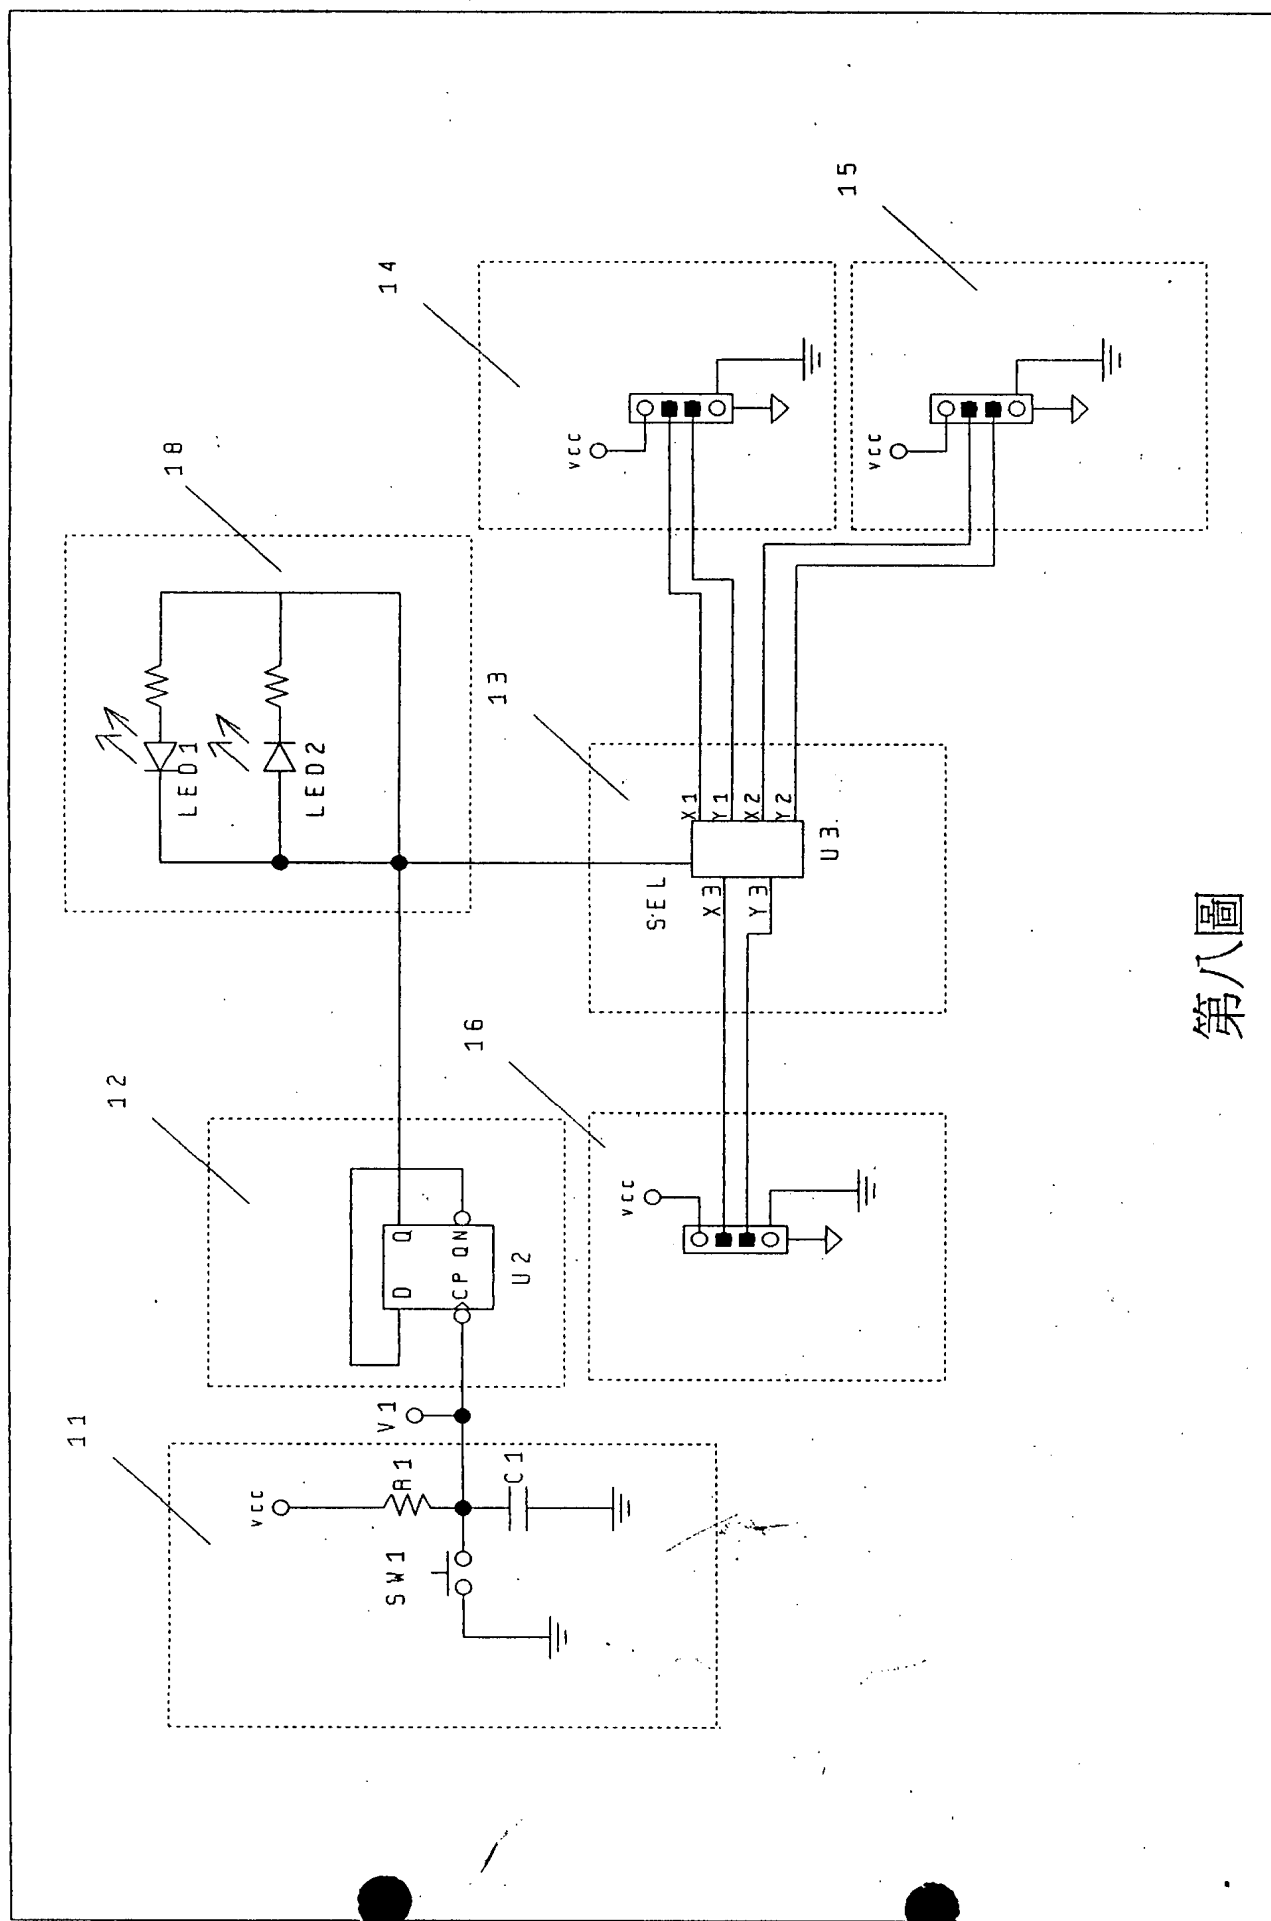 11
12
18
14
15
VCC
R1
SW1
C1
V1
D
Q
CP
QN
U2
LED1
LED2
16
VCC
13
SEL
X3
Y3
X1
Y1
X2
Y2
U3
VCC
VCC
第八圖